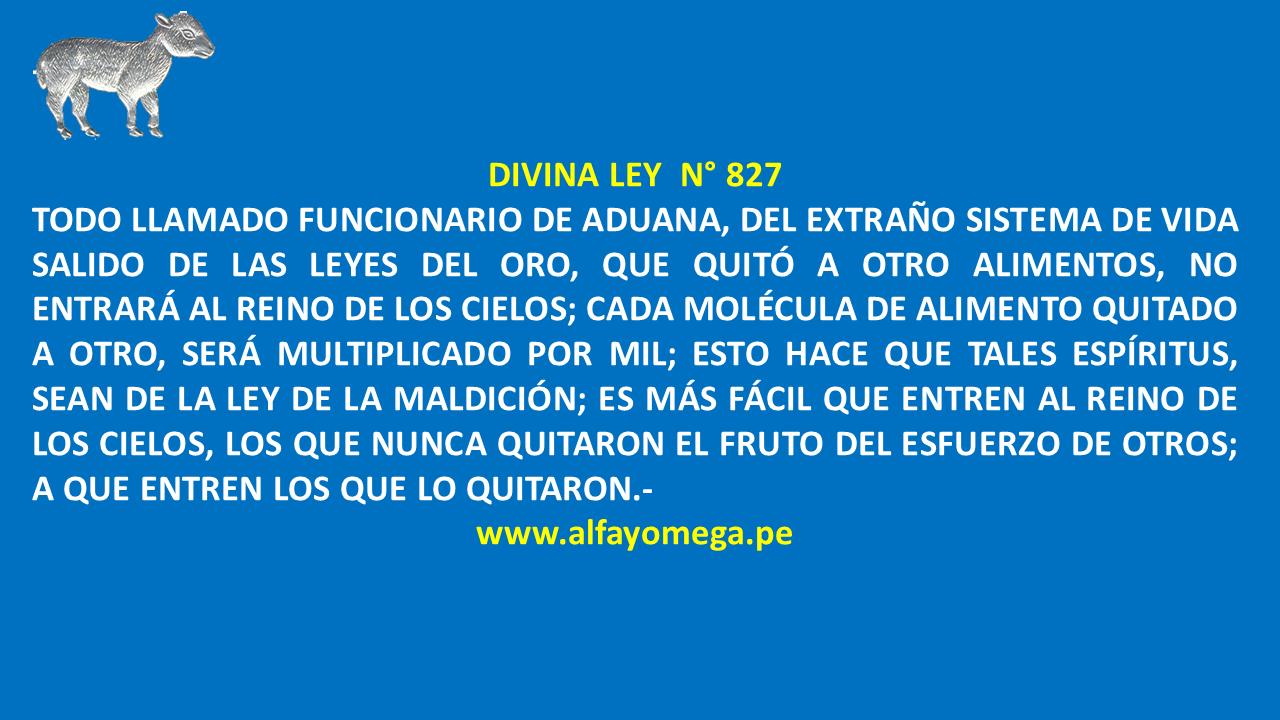 DIVINA LEY N° 827
TODO LLAMADO FUNCIONARIO DE ADUANA, DEL EXTRAÑO SISTEMA DE VIDA
SALIDO DE LAS LEYES DEL ORO, QUE QUITÓ A OTRO ALIMENTOS, NO
ENTRARÁ AL REINO DE LOS CIELOS; CADA MOLÉCULA DE ALIMENTO QUITADO
A OTRO, SERÁ MULTIPLICADO POR MIL; ESTO HACE QUE TALES ESPÍRITUS,
SEAN DE LA LEY DE LA MALDICIÓN; ES MÁS FÁCIL QUE ENTREN AL REINO DE
LOS CIELOS, LOS QUE NUNCA QUITARON EL FRUTO DEL ESFUERZO DE OTROS;
A QUE ENTREN LOS QUE LO QUITARON.-
www.alfayomega.pe